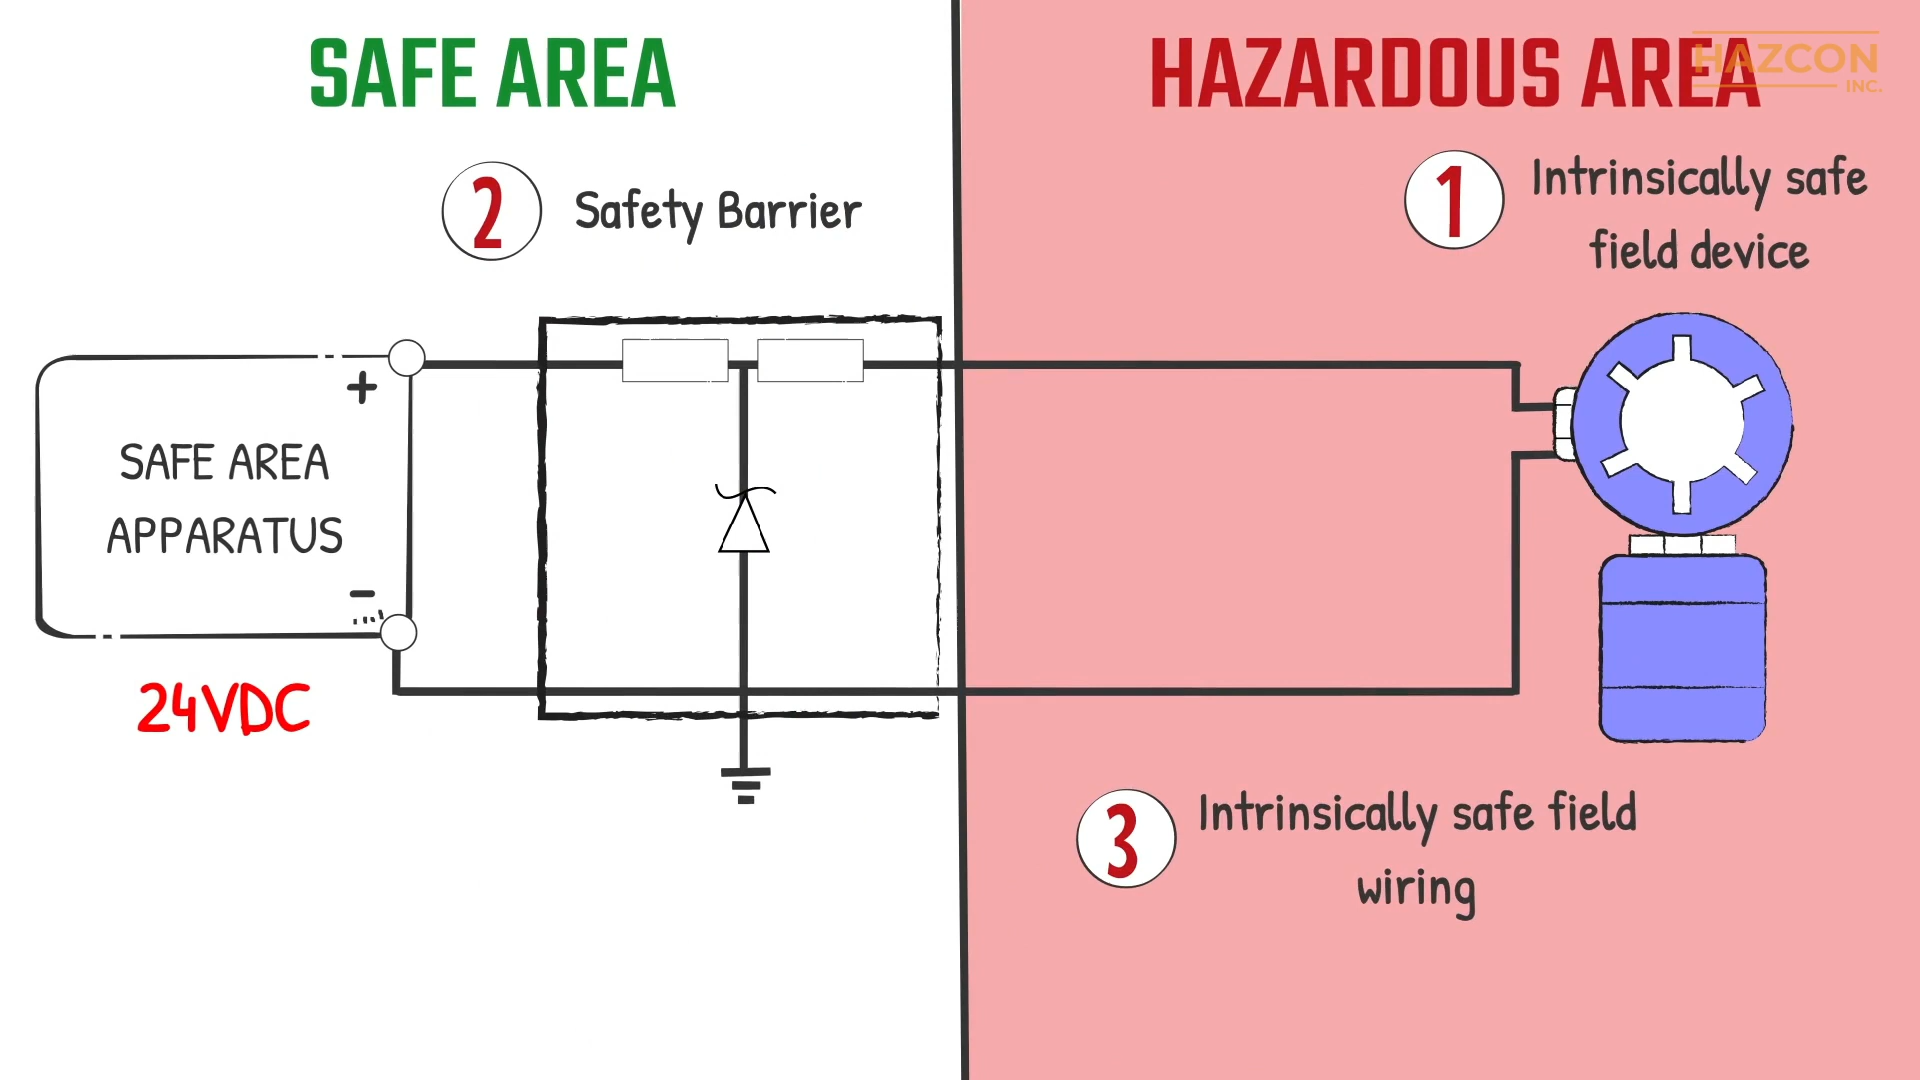 SAFE AREA
HAZARDOUS AREA
HAZCON
INC.
2 Safety Barrier
1 Intrinsically safe
field device
+
SAFE AREA
APPARATUS
-
24VDC
3 Intrinsically safe field
wiring